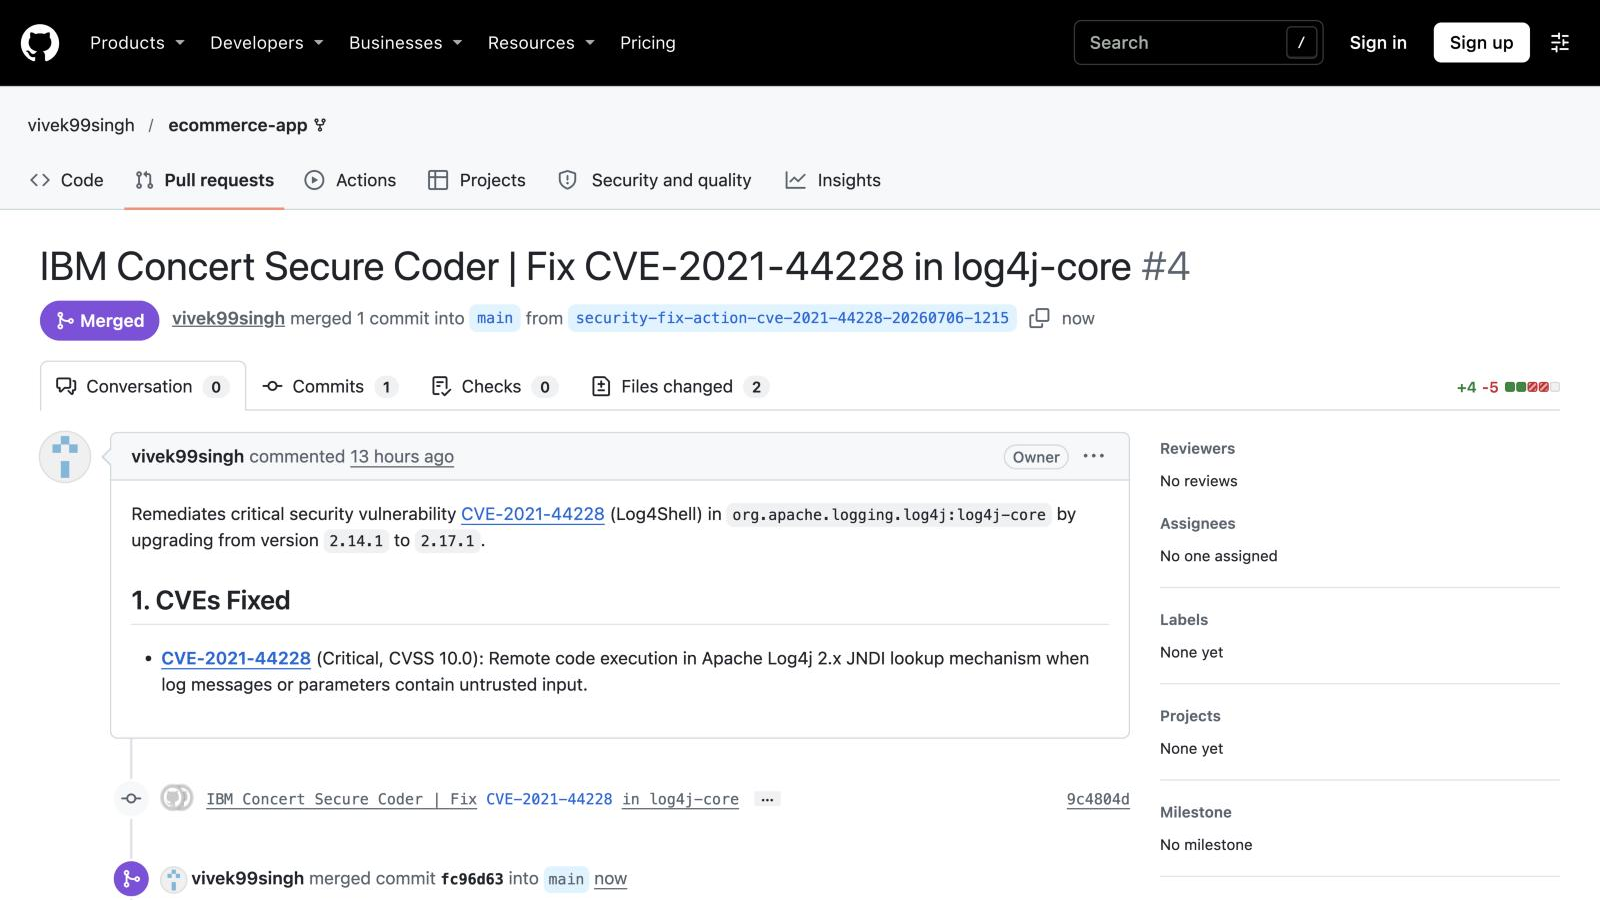 Products Developers Businesses Resources Pricing Search / Sign in Sign up
vivek99singh / ecommerce-app
Code Pull requests Actions Projects Security and quality Insights
IBM Concert Secure Coder | Fix CVE-2021-44228 in log4j-core #4
Merged vivek99singh merged 1 commit into main from security-fix-action-cve-2021-44228-20260706-1215 now
Conversation 0 Commits 1 Checks 0 Files changed 2 +4 -5
vivek99singh commented 13 hours ago Owner ...
Remediates critical security vulnerability CVE-2021-44228 (Log4Shell) in org.apache.logging.log4j:log4j-core by
upgrading from version 2.14.1 to 2.17.1.
1. CVEs Fixed
• CVE-2021-44228 (Critical, CVSS 10.0): Remote code execution in Apache Log4j 2.x JNDI lookup mechanism when
log messages or parameters contain untrusted input.
IBM Concert Secure Coder | Fix CVE-2021-44228 in log4j-core ... 9c4804d
vivek99singh merged commit fc96d63 into main now
Reviewers
No reviews
Assignees
No one assigned
Labels
None yet
Projects
None yet
Milestone
No milestone